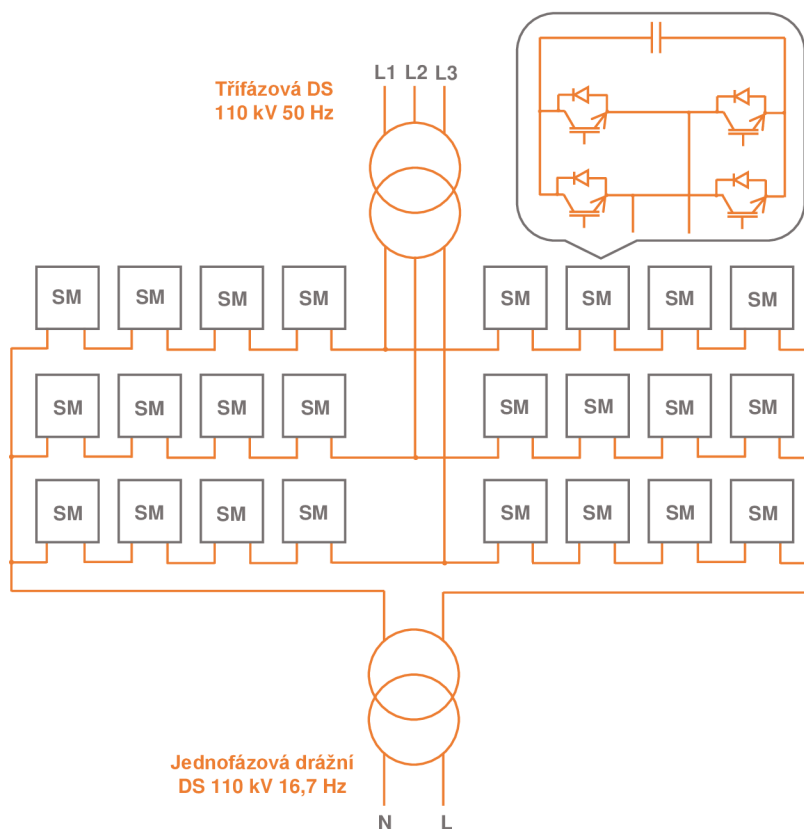 L1 L2 L3
Třífázová DS
110 kV 50 Hz
SM SM SM SM SM SM SM SM
SM SM SM SM SM SM SM SM
SM SM SM SM SM SM SM SM
Jednofázová drážní
DS 110 kV 16,7 Hz
N L